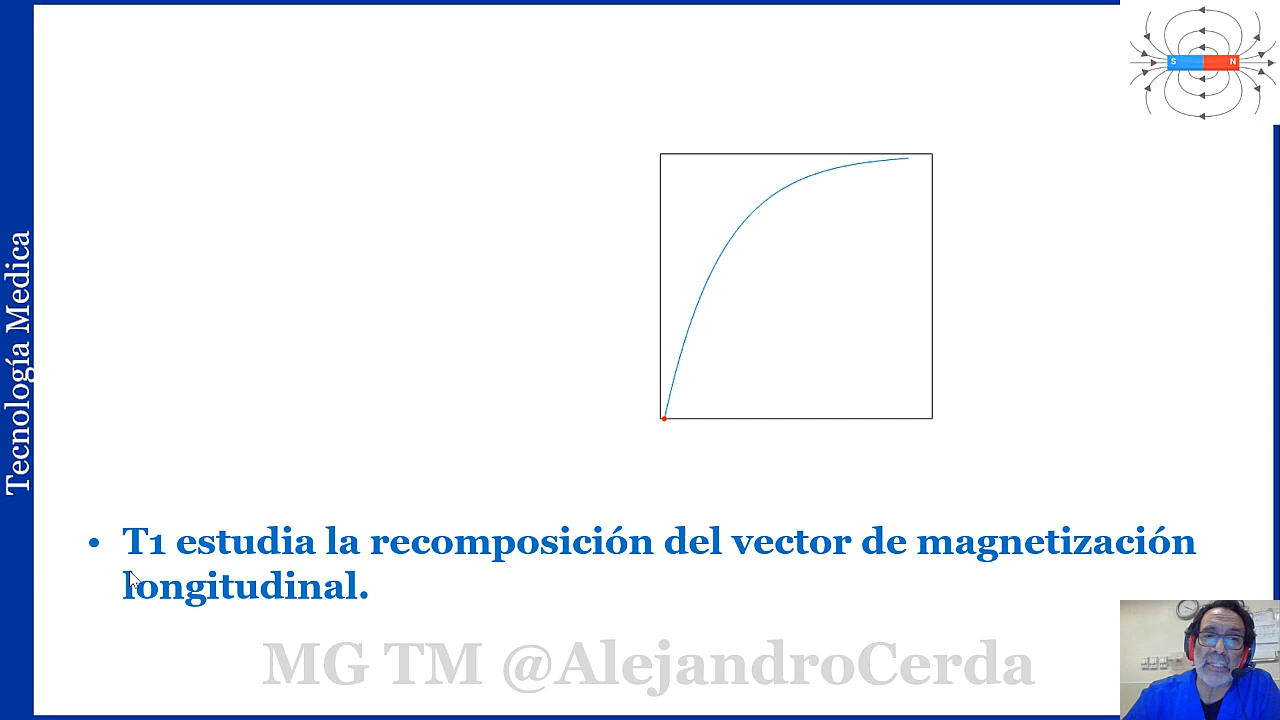 S N
Tecnología Medica
• T1 estudia la recomposición del vector de magnetización
longitudinal.
MG TM @AlejandroCerda